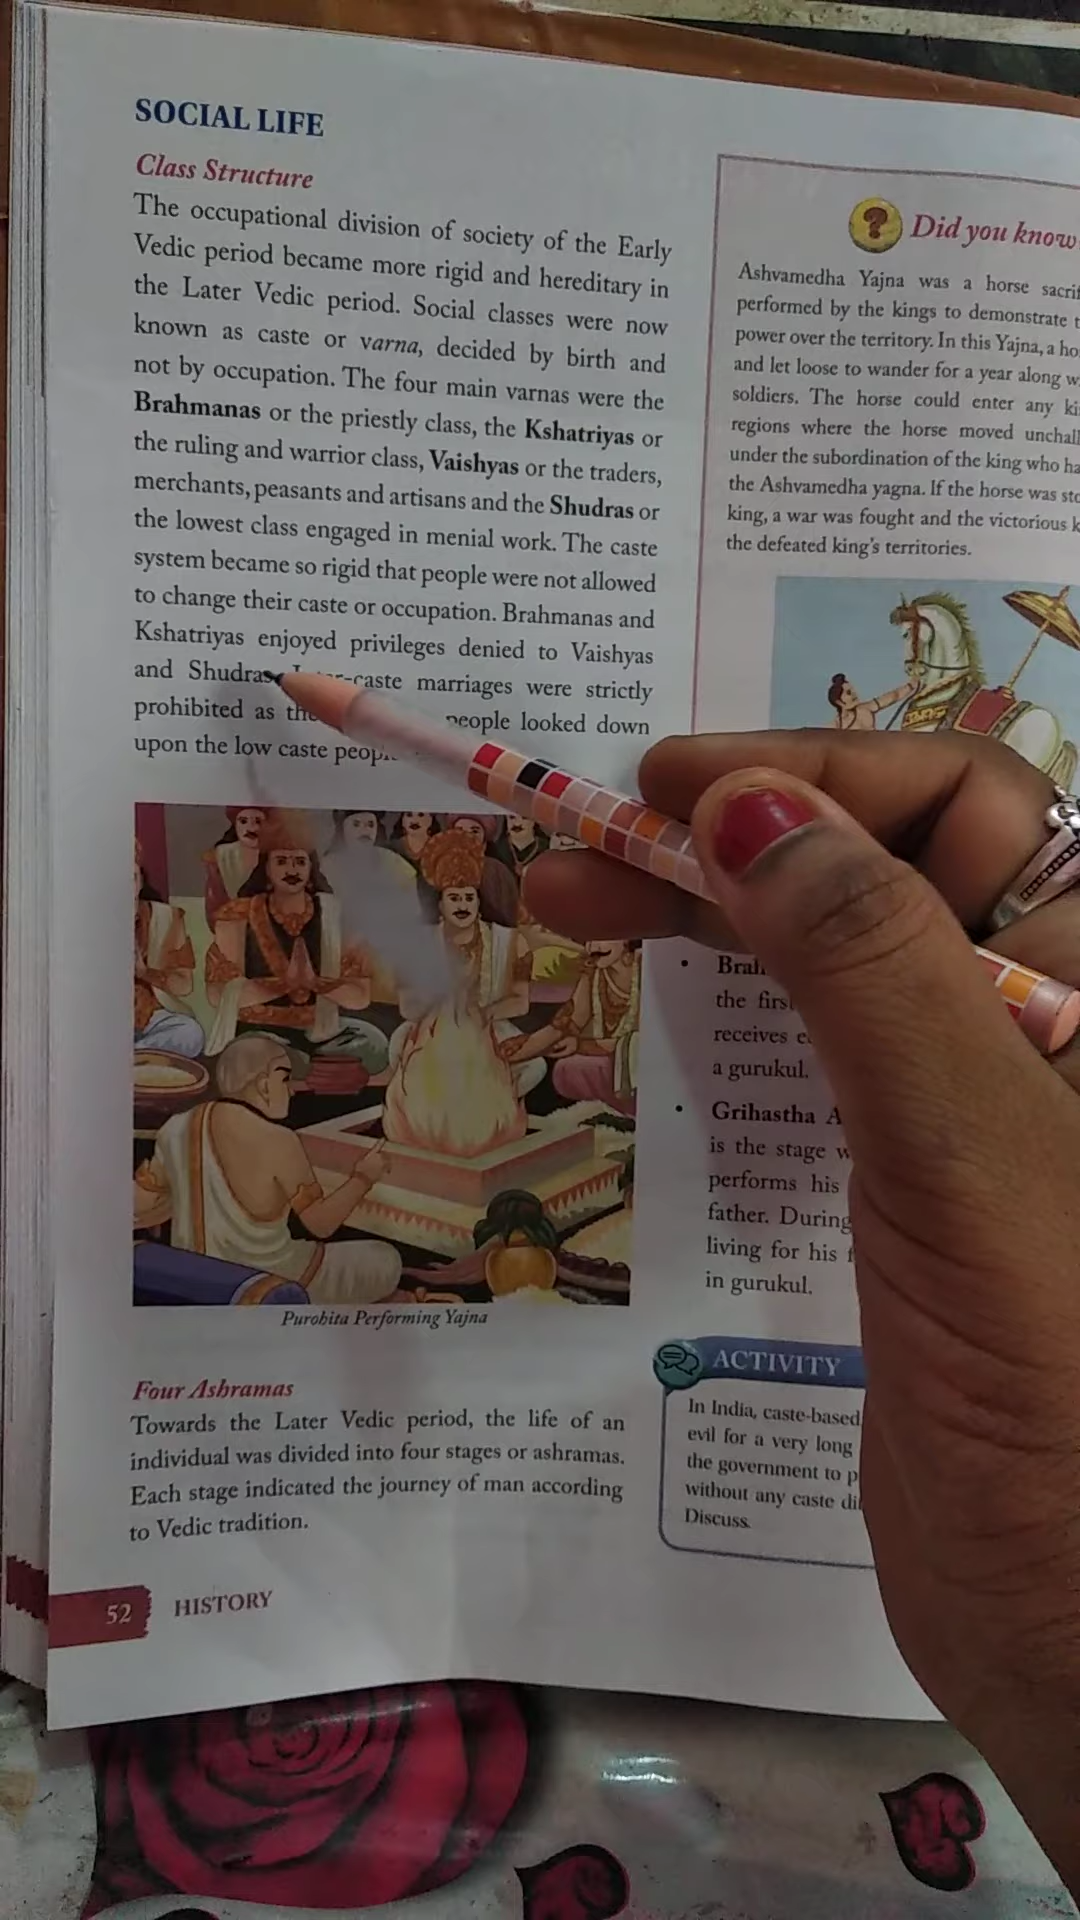 SOCIAL LIFE
Class Structure
The occupational division of society of the Early
Vedic period became more rigid and hereditary in
the Later Vedic period. Social classes were now
known as caste or varna, decided by birth and
not by occupation. The four main varnas were the
Brahmanas or the priestly class, the Kshatriyas or
the ruling and warrior class, Vaishyas or the traders,
merchants, peasants and artisans and the Shudras or
the lowest class engaged in menial work. The caste
system became so rigid that people were not allowed
to change their caste or occupation. Brahmanas and
Kshatriyas enjoyed privileges denied to Vaishyas
and Shudras. -caste marriages were strictly
prohibited as people looked down
upon the low caste
Purohita Performing Yajna
Four Ashramas
Towards the Later Vedic period, the life of an
individual was divided into four stages or ashramas.
Each stage indicated the journey of man according
to Vedic tradition.
52 HISTORY
Did you know
Ashvamedha Yajna was a horse
performed by the kings to demonstrate
power over the territory. In this Yajna, a
and let loose to wander for a year along
soldiers. The horse could enter any
regions where the horse moved
under the subordination of the king who
the Ashvamedha yagna. If the horse was
king, a war was fought and the victorious
the defeated king's territories.
•
the first
receives
a gurukul.
• Grihastha
is the stage
performs his
father. During
living for his
in gurukul.
ACTIVITY
In India, caste-based
evil for a very long
the government to
without any caste
Discuss.